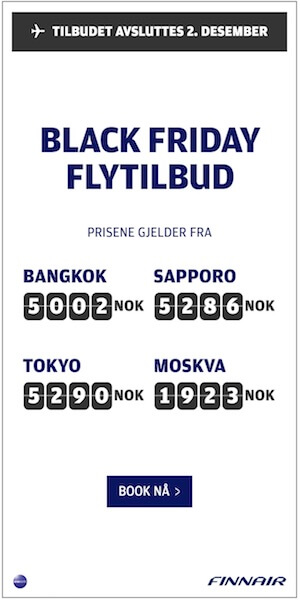 TILBUDET AVSLUTTES 2. DESEMBER
BLACK FRIDAY
FLYTILBUD
PRISENE GJELDER FRA
BANGKOK SAPPORO
5002 NOK 5286 NOK
TOKYO MOSKVA
5290 NOK 1923 NOK
BOOK NÅ >
FINNAIR